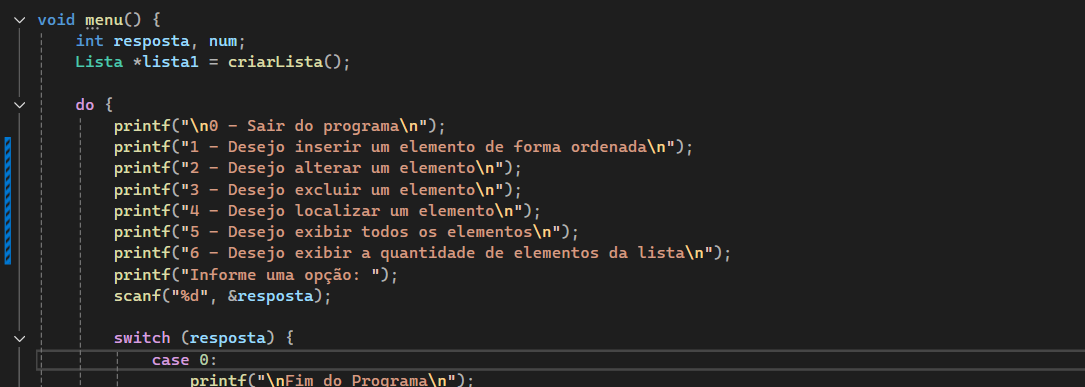 void menu() {
int resposta, num;
Lista *lista1 = criarLista();
do {
printf("\n0 - Sair do programa\n");
printf("1 - Desejo inserir um elemento de forma ordenada\n");
printf("2 - Desejo alterar um elemento\n");
printf("3 - Desejo excluir um elemento\n");
printf("4 - Desejo localizar um elemento\n");
printf("5 - Desejo exibir todos os elementos\n");
printf("6 - Desejo exibir a quantidade de elementos da lista\n");
printf("Informe uma opção: ");
scanf("%d", &resposta);
switch (resposta) {
case 0:
printf("\nFim do Programa\n");